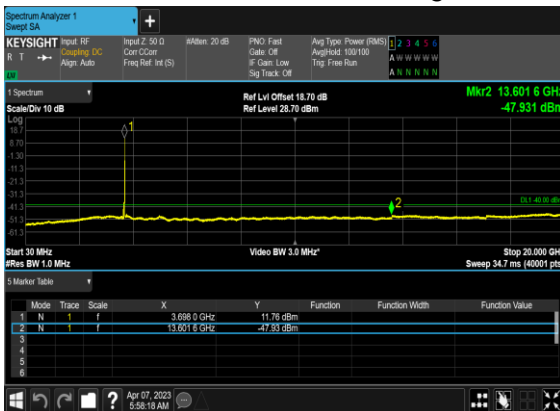 Spectrum Analyzer 1
Swept SA
KEYSIGHT Input: RF Input Z: 50 Ω #Atten: 20 dB PNO: Fast Avg Type: Power (RMS) 1 2 3 4 5 6
R T Coupling: DC Corr CCorr Gate: Off Avg|Hold: 100/100 A W W W W W
Align: Auto Freq Ref: Int (S) IF Gain: Low Trig: Free Run
Sig Track: Off A N N N N N
LV
1 Spectrum
Ref Lvl Offset 18.70 dB Mkr2 13.601 6 GHz
Scale/Div 10 dB Ref Level 28.70 dBm -47.931 dBm
Log
18.7
8.70
-1.30
-11.3
-21.3
-31.3
-41.3
-51.3
-61.3
1
2
DL1 -40.00 dBm
Start 30 MHz Video BW 3.0 MHz* Stop 20.000 GHz
#Res BW 1.0 MHz Sweep 34.7 ms (40001 pts)
5 Marker Table
Mode Trace Scale X Y Function Function Width Function Value
1 N 1 f 3.698 0 GHz 11.76 dBm
2 N 1 f 13.601 6 GHz -47.93 dBm
3
4
5
6
? Apr 07, 2023
5:58:18 AM